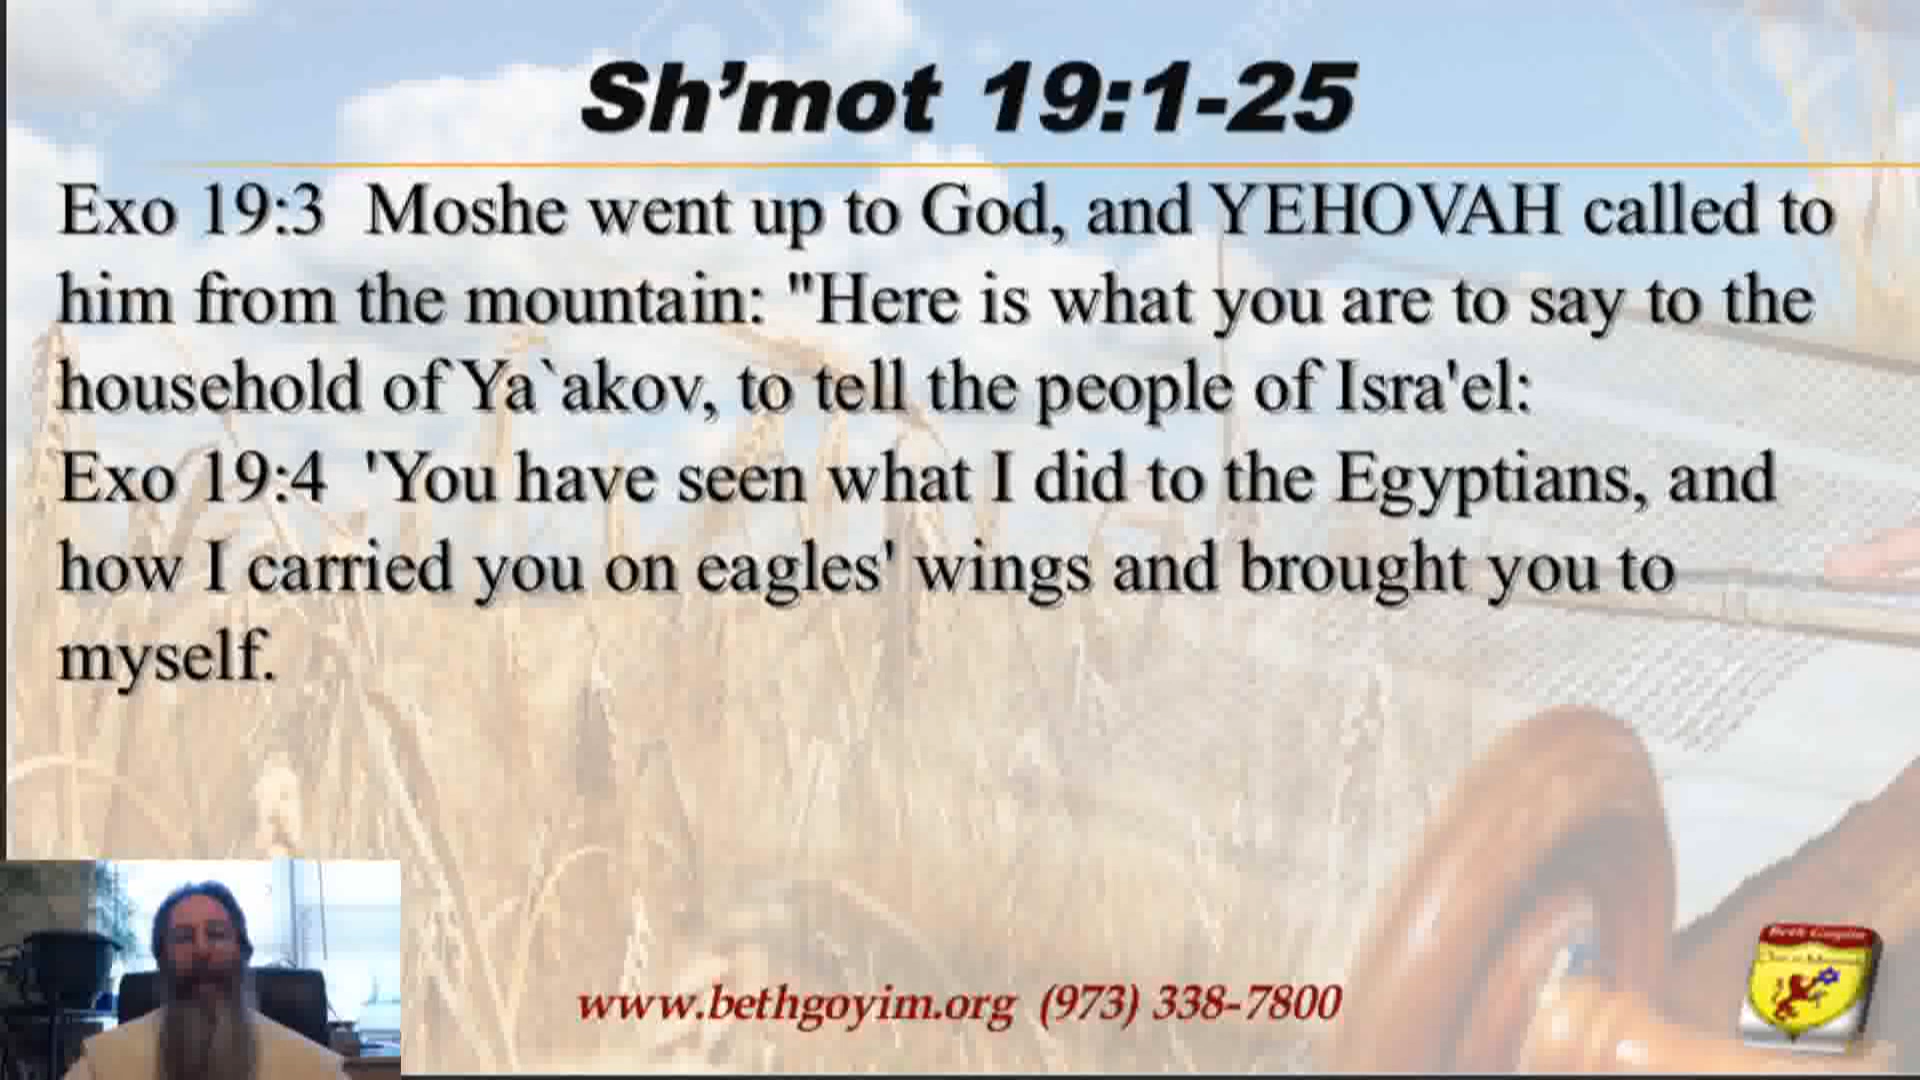 Sh’mot 19:1-25
Exo 19:3 Moshe went up to God, and YEHOVAH called to
him from the mountain: "Here is what you are to say to the
household of Ya`akov, to tell the people of Isra'el:
Exo 19:4 'You have seen what I did to the Egyptians, and
how I carried you on eagles' wings and brought you to
myself.
www.bethgoyim.org (973) 338-7800
Beth Goyim